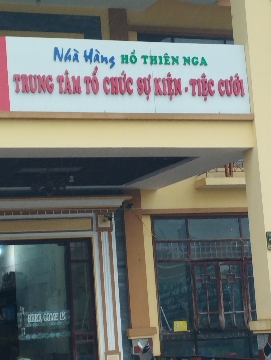 Nhà Hàng HỒ THIÊN NGA
TRUNG TÂM TỔ CHỨC SỰ KIỆN - TIỆC CƯỚI